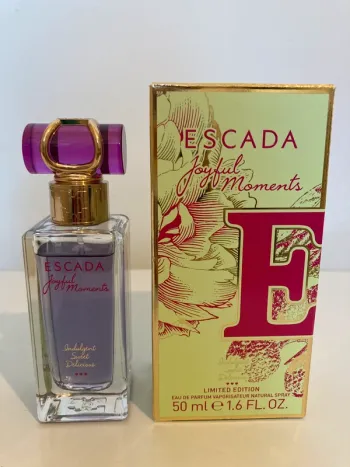 ESCADA
Joyful
Moments
Indulgent
Sweet
Delicious
ESCADA
Joyful
Moments
E
LIMITED EDITION
EAU DE PARFUM VAPORISATEUR NATURAL SPRAY
50 ml ℮ 1.6 FL. OZ.